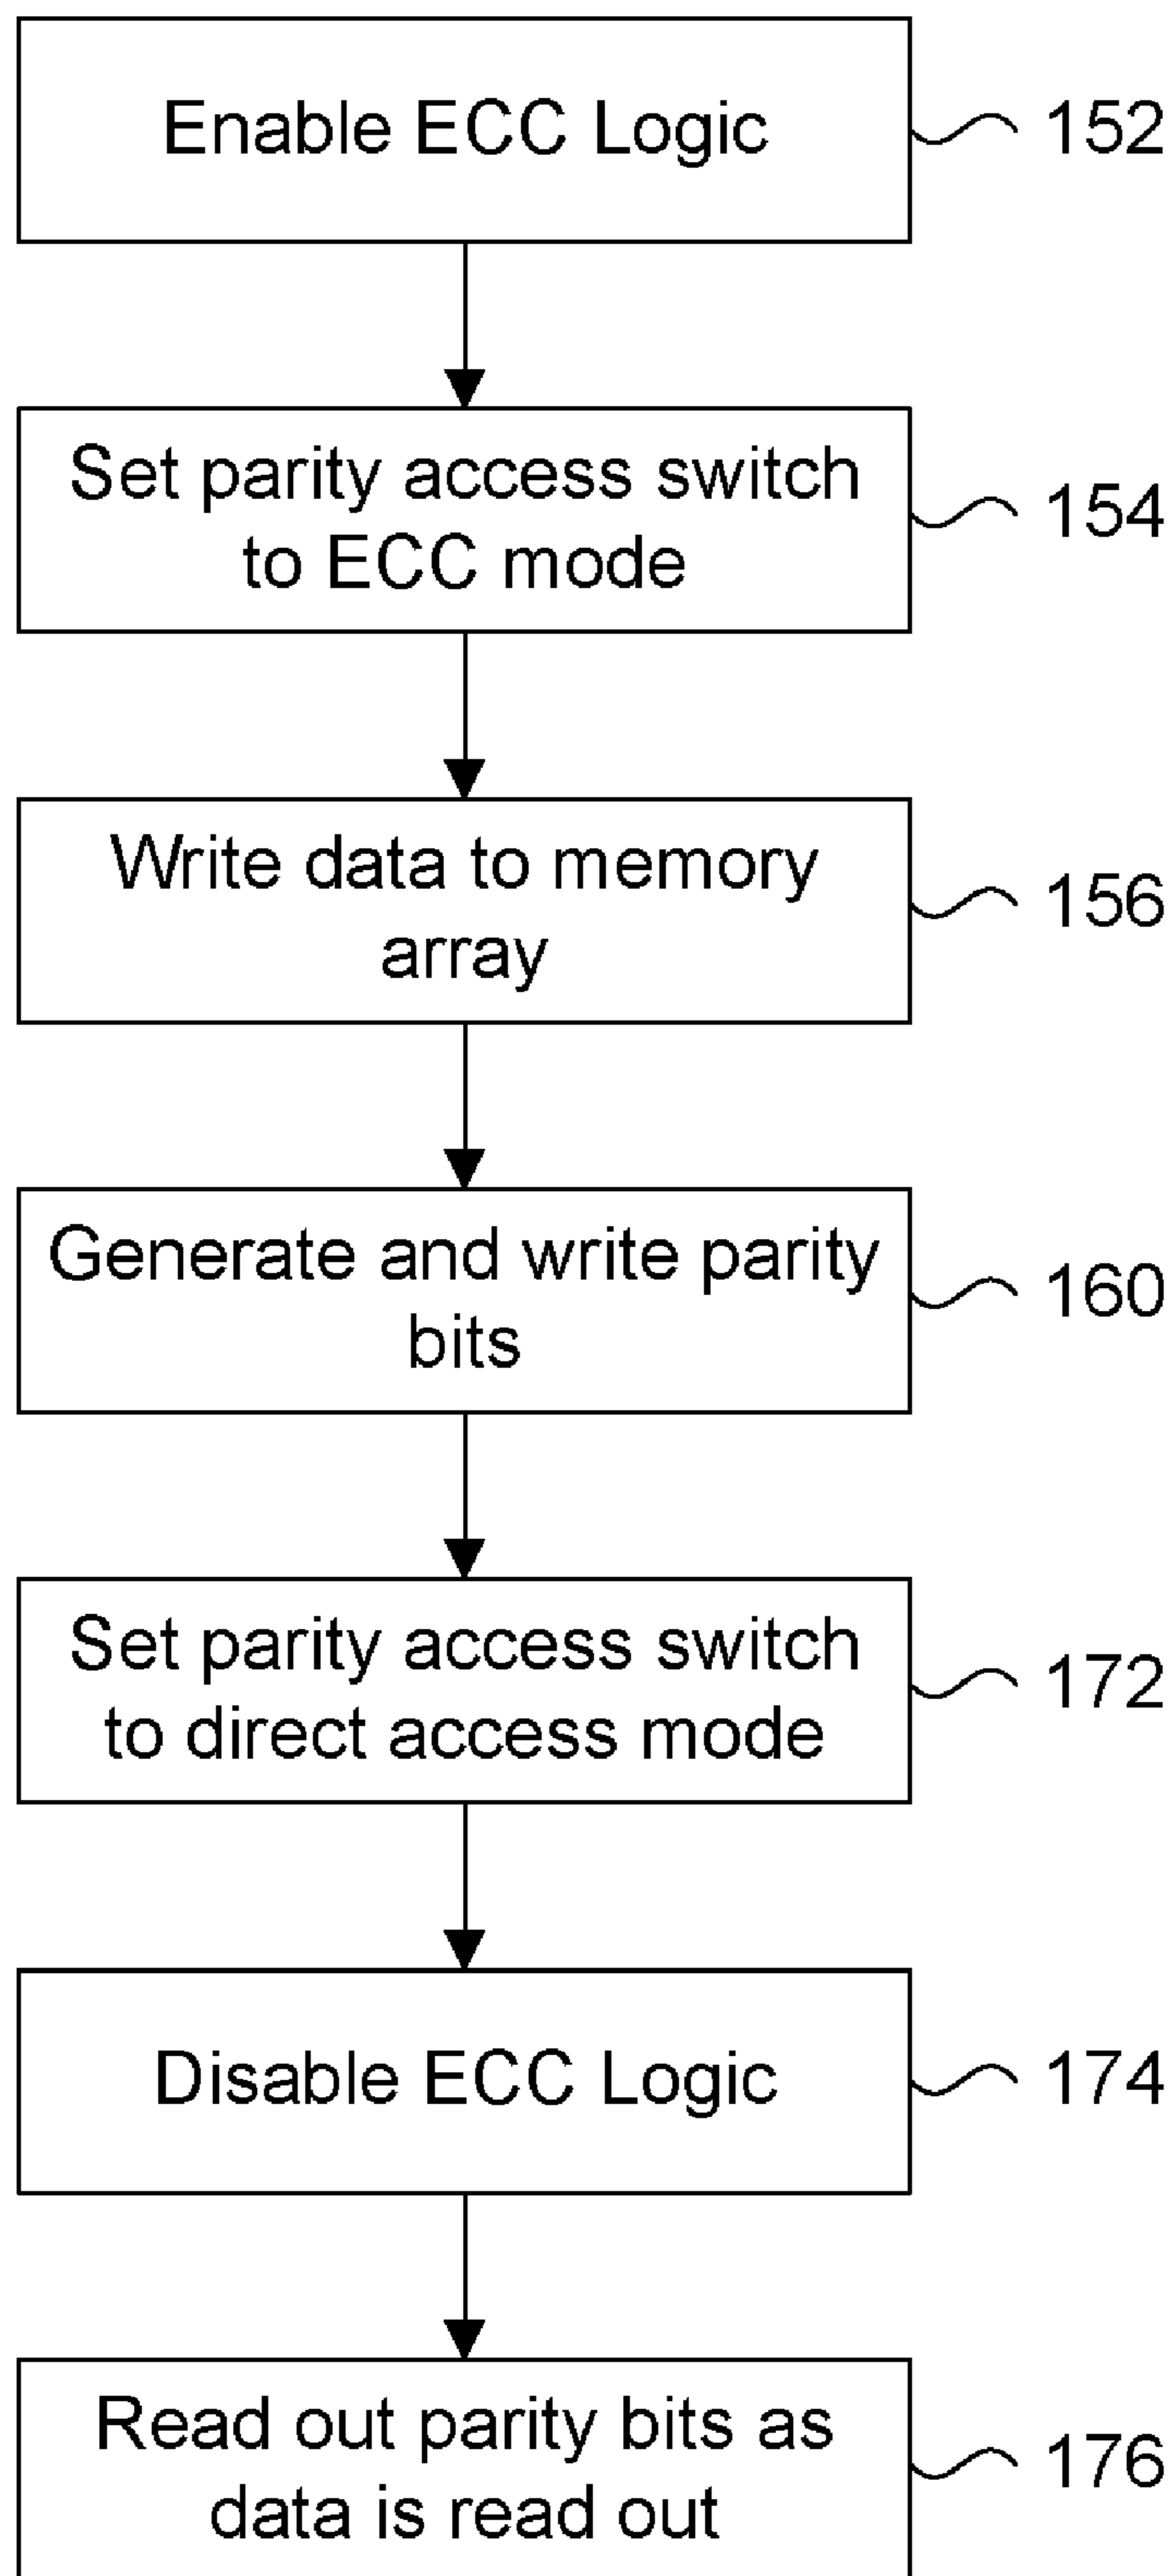 Enable ECC Logic
152
Set parity access switch
to ECC mode
154
Write data to memory
array
156
Generate and write parity
bits
160
Set parity access switch
to direct access mode
172
Disable ECC Logic
174
Read out parity bits as
data is read out
176